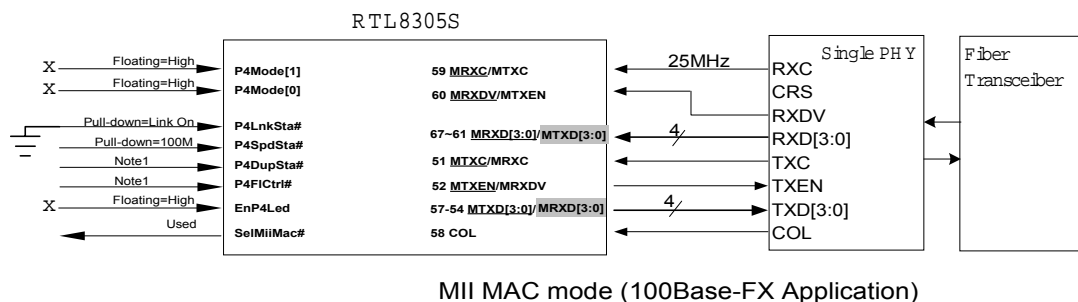 RTL8305S
Floating=High
X
Floating=High
X
Pull-down=Link On
Pull-down=100M
Note1
Note1
Floating=High
X
Used
P4Mode[1]
P4Mode[0]
P4LnkSta#
P4SpdSta#
P4DupSta#
P4FlCtrl#
EnP4Led
SelMiiMac#
59 MRXC/MTXC
60 MRXDV/MTXEN
67~61 MRXD[3:0]/MTXD[3:0]
51 MTXC/MRXC
52 MTXEN/MRXDV
57-54 MTXD[3:0]/MRXD[3:0]
58 COL
25MHz
4
4
Single PHY
RXC
CRS
RXDV
RXD[3:0]
TXC
TXEN
TXD[3:0]
COL
Fiber
Transceiber
MII MAC mode (100Base-FX Application)